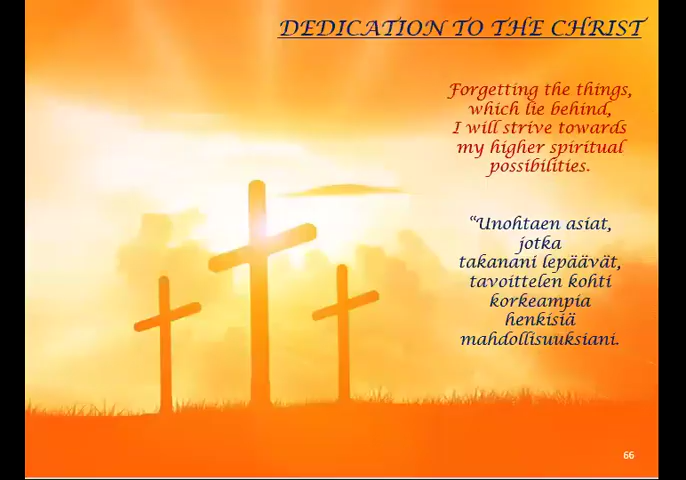 DEDICATION TO THE CHRIST
Forgetting the things,
which lie behind,
I will strive towards
my higher spiritual
possibilities.
“Unohtaen asiat,
jotka
takanani lepäävät,
tavoittelen kohti
korkeampia
henkisiä
mahdollisuuksiani.
66